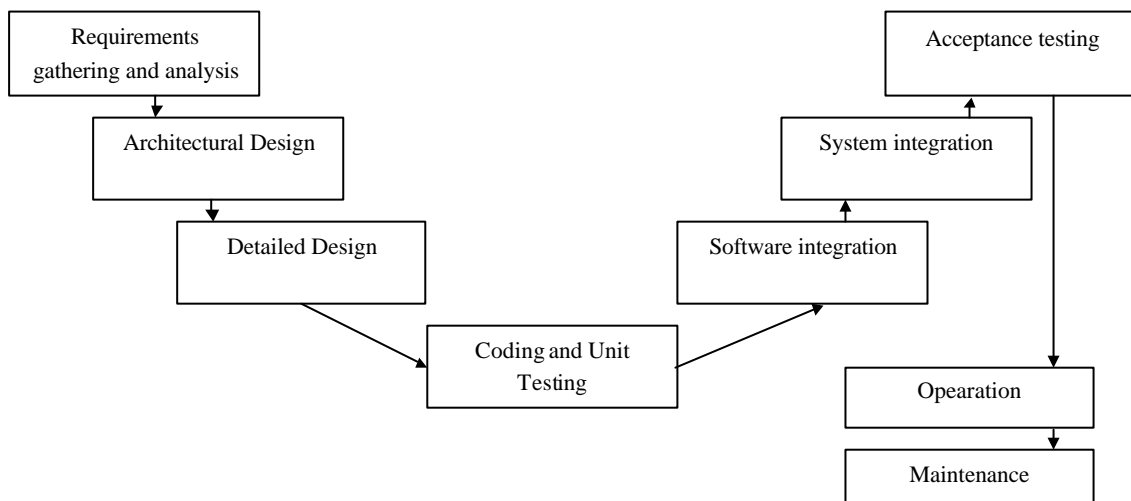 Requirements
gathering and analysis
Architectural Design
Detailed Design
Coding and Unit
Testing
Software integration
System integration
Acceptance testing
Opearation
Maintenance